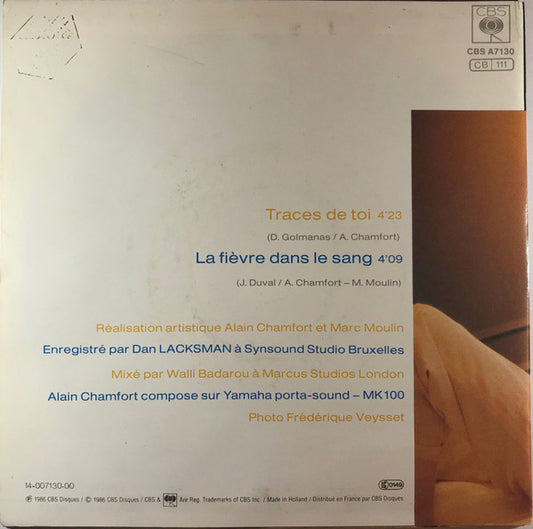 CBS
CBS A7130
CB 111
Traces de toi 4'23
(D. Golmanas / A. Chamfort)
La fièvre dans le sang 4'09
(J. Duval / A. Chamfort – M. Moulin)
Réalisation artistique Alain Chamfort et Marc Moulin
Enregistré par Dan LACKSMAN à Synsound Studio Bruxelles
Mixé par Walli Badarou à Marcus Studios London
Alain Chamfort compose sur Yamaha porta-sound – MK100
Photo Frédérique Veysset
14-007130-00
0149
℗ 1986 CBS Disques / © 1986 CBS Disques / CBS & Are Reg. Trademarks of CBS Inc. / Made in Holland / Distribué en France par CBS Disques